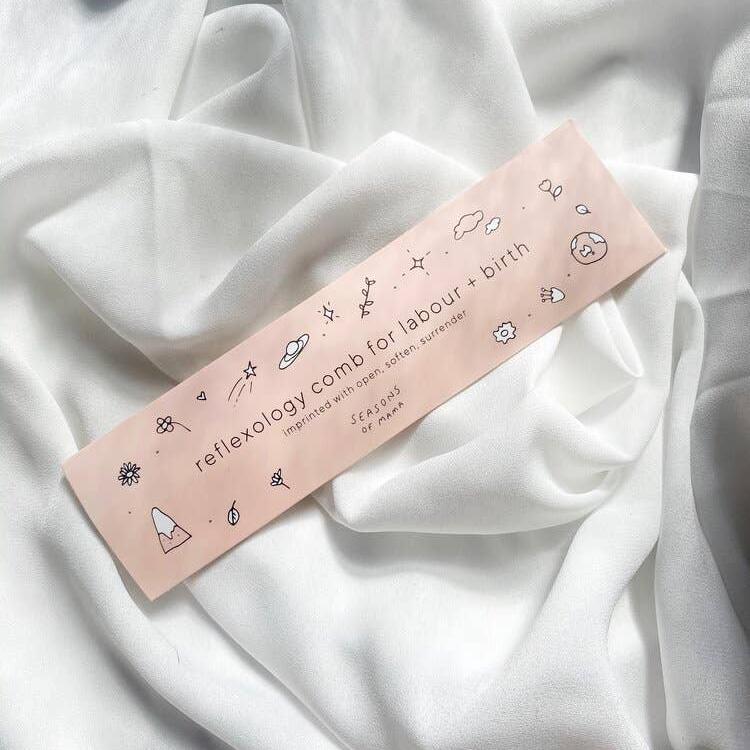 reflexology comb for labour + birth
imprinted with open, soften, surrender
SEASONS
OF MAMA